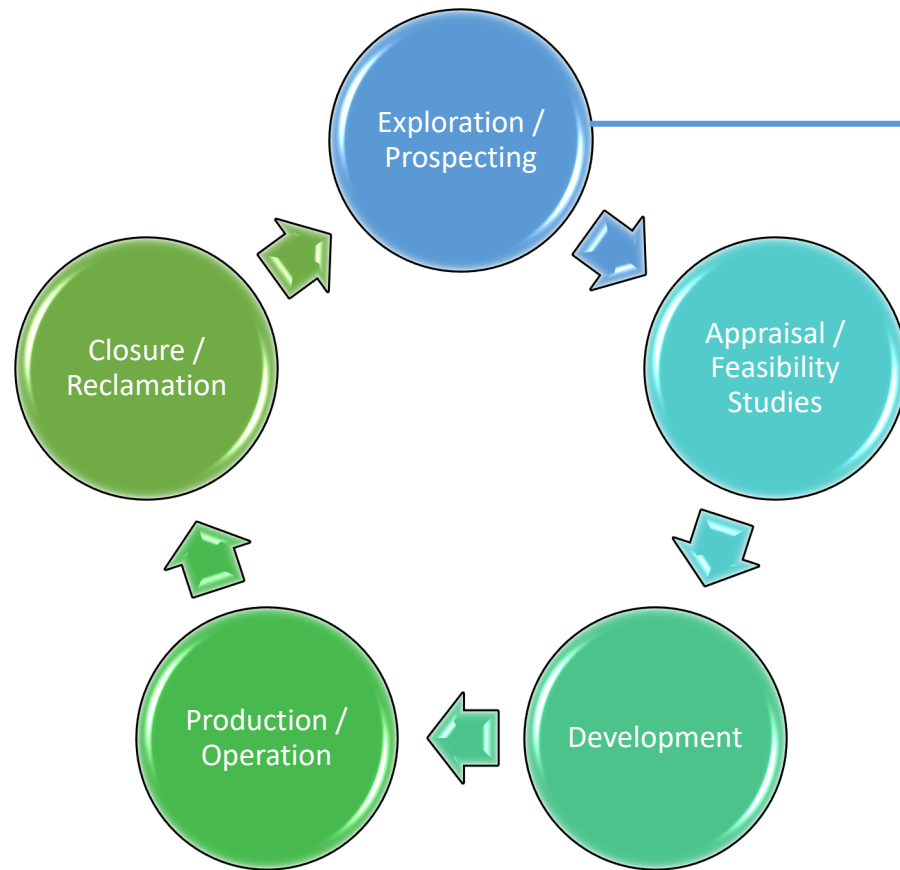 Exploration /
Prospecting
Appraisal /
Feasibility
Studies
Development
Production /
Operation
Closure /
Reclamation